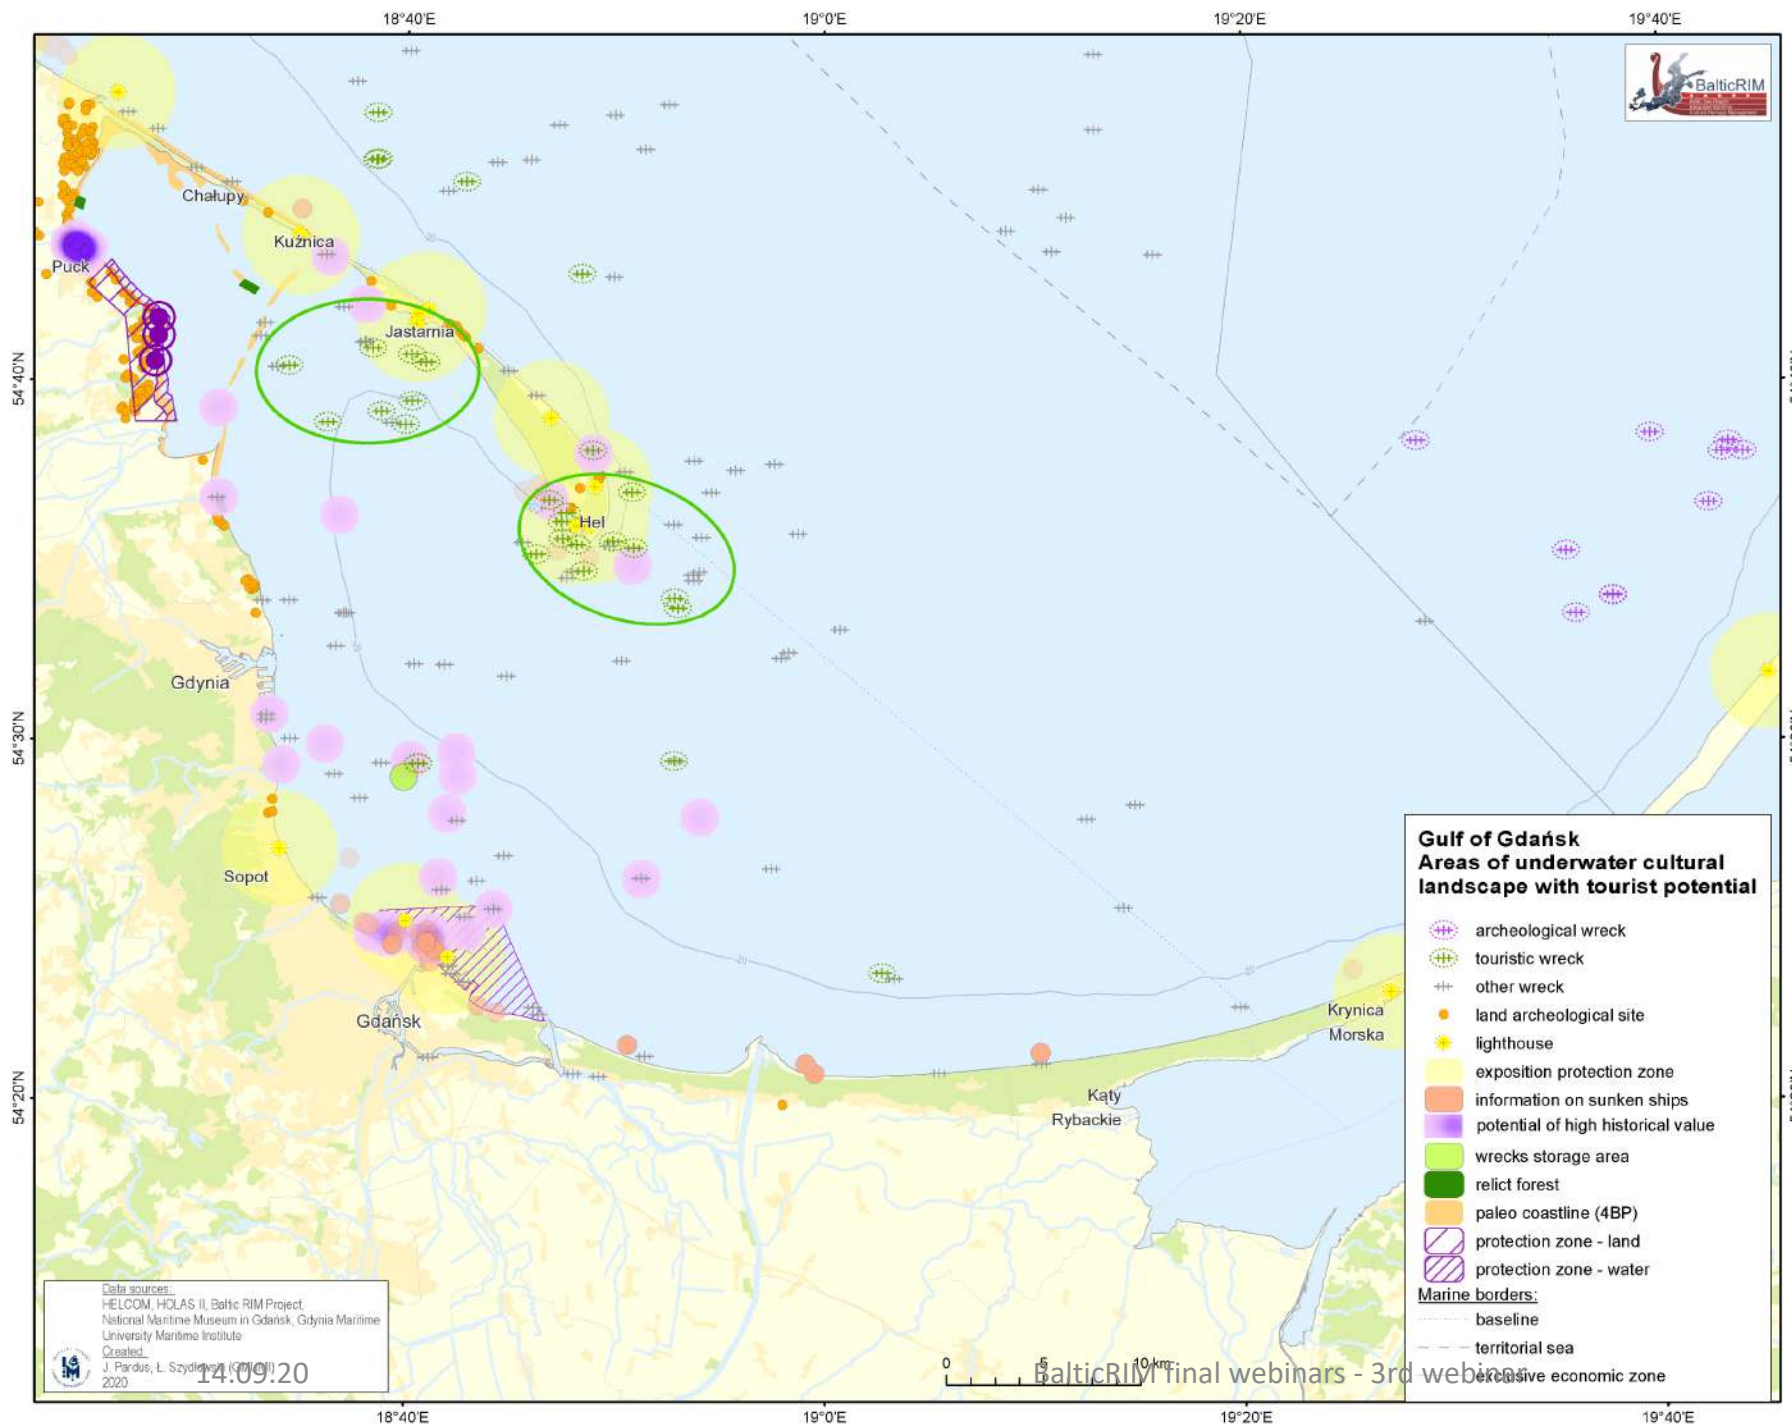 18°40'E 19°0'E 19°20'E 19°40'E
BalticRIM
Chałupy
Kuźnica
Puck
Jastarnia
54°40'N
Hel
Gdynia
54°30'N
Sopot
Gdańsk
Krynica
Morska
54°20'N
Kąty
Rybackie
Gulf of Gdańsk
Areas of underwater cultural
landscape with tourist potential
archeological wreck
touristic wreck
other wreck
land archeological site
lighthouse
exposition protection zone
information on sunken ships
potential of high historical value
wrecks storage area
relict forest
paleo coastline (4BP)
protection zone - land
protection zone - water
Marine borders:
baseline
territorial sea
exclusive economic zone
Data sources:
HELCOM, HOLAS II, Baltic RIM Project,
National Maritime Museum in Gdańsk, Gdynia Maritime
University Maritime Institute
Created:
J. Pardus, Ł. Szydłowski
2020
14.09.20
0 5 10 km
BalticRIM final webinars - 3rd webinar
18°40'E 19°0'E 19°20'E 19°40'E